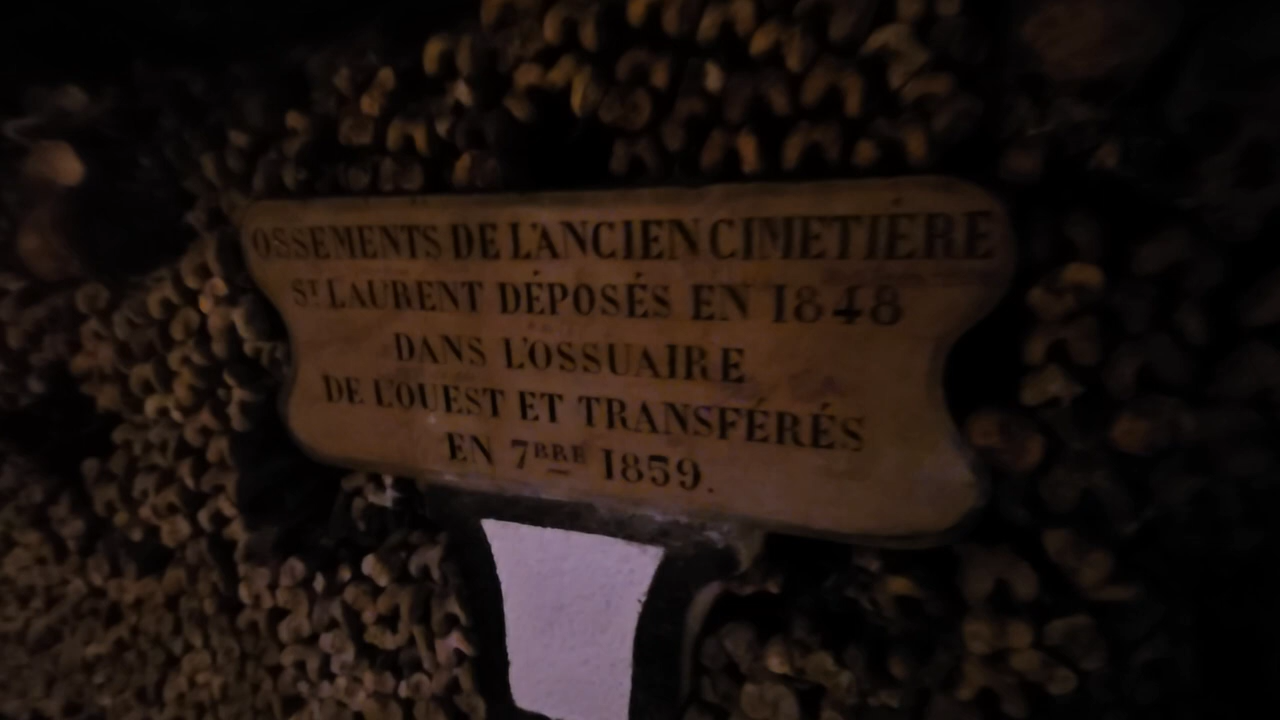 OSSEMENTS DE L'ANCIEN CIMETIÈRE
ST LAURENT DÉPOSÉS EN 1848
DANS L'OSSUAIRE
DE L'OUEST ET TRANSFÉRÉS
EN 7BRE 1859.